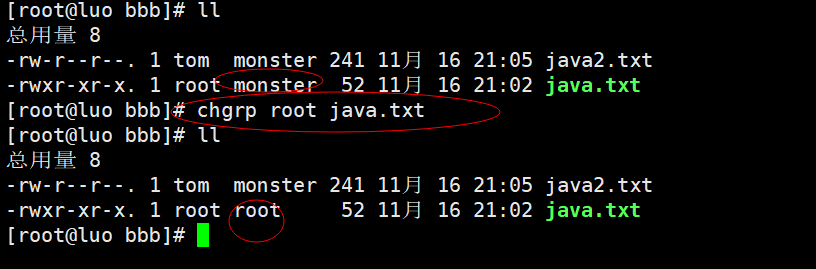 [root@luo bbb]# ll
总用量 8
-rw-r--r--. 1 tom  monster 241 11月 16 21:05 java2.txt
-rwxr-xr-x. 1 root monster  52 11月 16 21:02 java.txt
[root@luo bbb]# chgrp root java.txt
[root@luo bbb]# ll
总用量 8
-rw-r--r--. 1 tom  monster 241 11月 16 21:05 java2.txt
-rwxr-xr-x. 1 root root     52 11月 16 21:02 java.txt
[root@luo bbb]#